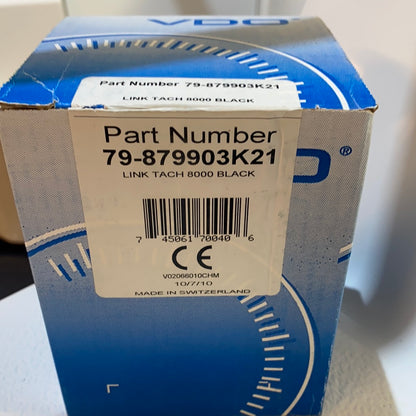 VDO
Part Number 79-879903K21
LINK TACH 8000 BLACK
Part Number
79-879903K21
LINK TACH 8000 BLACK
VDO®
7 45061 70040 6
CE
V02066010CHM
10/7/10
MADE IN SWITZERLAND